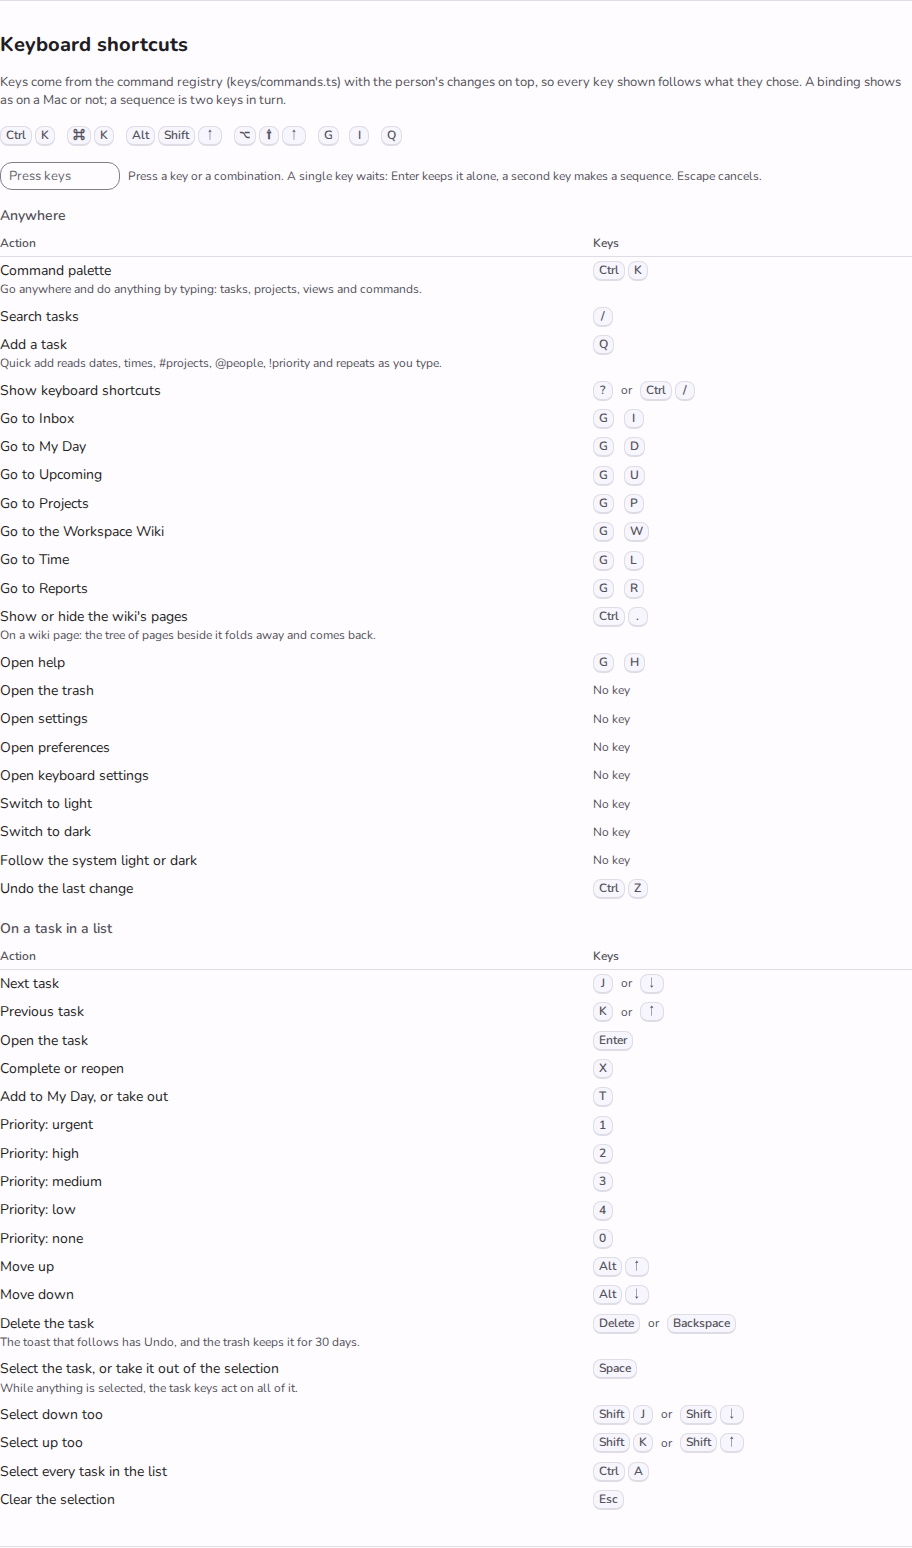 Keyboard shortcuts
Keys come from the command registry (keys/commands.ts) with the person's changes on top, so every key shown follows what they chose. A binding shows
as on a Mac or not; a sequence is two keys in turn.
Ctrl K ⌘ K Alt Shift ↑ ⌥ ⇧ ↑ G I Q
Press keys Press a key or a combination. A single key waits: Enter keeps it alone, a second key makes a sequence. Escape cancels.
Anywhere
Action Keys
Command palette Ctrl K
Go anywhere and do anything by typing: tasks, projects, views and commands.
Search tasks /
Add a task Q
Quick add reads dates, times, #projects, @people, !priority and repeats as you type.
Show keyboard shortcuts ? or Ctrl /
Go to Inbox G I
Go to My Day G D
Go to Upcoming G U
Go to Projects G P
Go to the Workspace Wiki G W
Go to Time G L
Go to Reports G R
Show or hide the wiki's pages Ctrl .
On a wiki page: the tree of pages beside it folds away and comes back.
Open help G H
Open the trash No key
Open settings No key
Open preferences No key
Open keyboard settings No key
Switch to light No key
Switch to dark No key
Follow the system light or dark No key
Undo the last change Ctrl Z
On a task in a list
Action Keys
Next task J or ↓
Previous task K or ↑
Open the task Enter
Complete or reopen X
Add to My Day, or take out T
Priority: urgent 1
Priority: high 2
Priority: medium 3
Priority: low 4
Priority: none 0
Move up Alt ↑
Move down Alt ↓
Delete the task Delete or Backspace
The toast that follows has Undo, and the trash keeps it for 30 days.
Select the task, or take it out of the selection Space
While anything is selected, the task keys act on all of it.
Select down too Shift J or Shift ↓
Select up too Shift K or Shift ↑
Select every task in the list Ctrl A
Clear the selection Esc